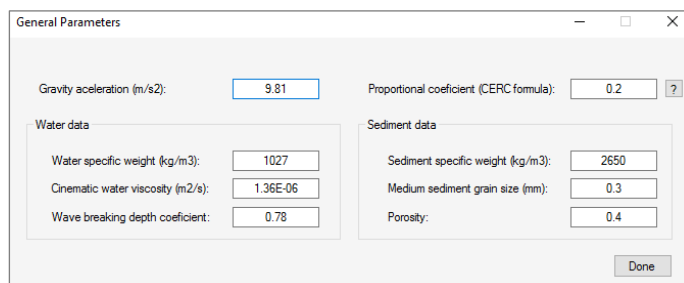 General Parameters
Gravity aceleration (m/s2): 9.81 Proportional coeficient (CERC formula): 0.2 ?
Water data Sediment data
Water specific weight (kg/m3): 1027 Sediment specific weight (kg/m3): 2650
Cinematic water viscosity (m2/s): 1.36E-06 Medium sediment grain size (mm): 0.3
Wave breaking depth coeficient: 0.78 Porosity: 0.4
Done